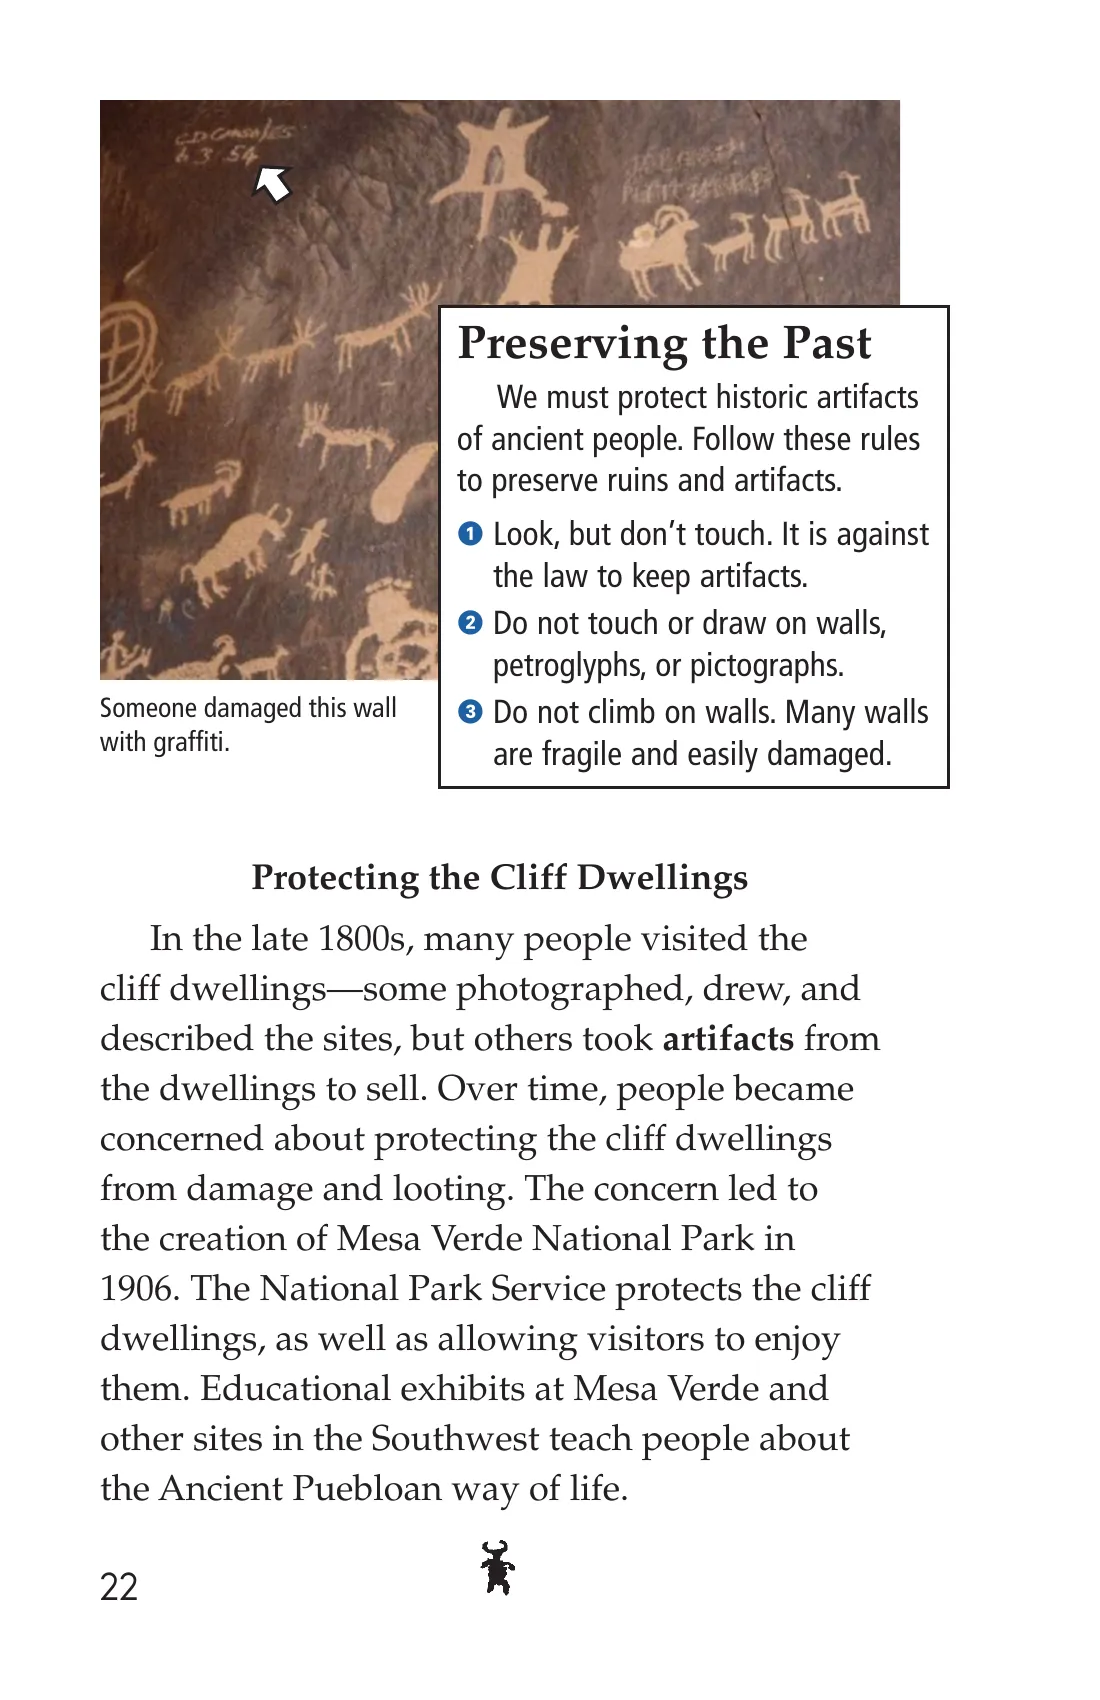 C D Gonsales
6 3 54
Preserving the Past
We must protect historic artifacts
of ancient people. Follow these rules
to preserve ruins and artifacts.
1 Look, but don’t touch. It is against
the law to keep artifacts.
2 Do not touch or draw on walls,
petroglyphs, or pictographs.
3 Do not climb on walls. Many walls
are fragile and easily damaged.
Someone damaged this wall
with graffiti.
Protecting the Cliff Dwellings
In the late 1800s, many people visited the
cliff dwellings—some photographed, drew, and
described the sites, but others took artifacts from
the dwellings to sell. Over time, people became
concerned about protecting the cliff dwellings
from damage and looting. The concern led to
the creation of Mesa Verde National Park in
1906. The National Park Service protects the cliff
dwellings, as well as allowing visitors to enjoy
them. Educational exhibits at Mesa Verde and
other sites in the Southwest teach people about
the Ancient Puebloan way of life.
22